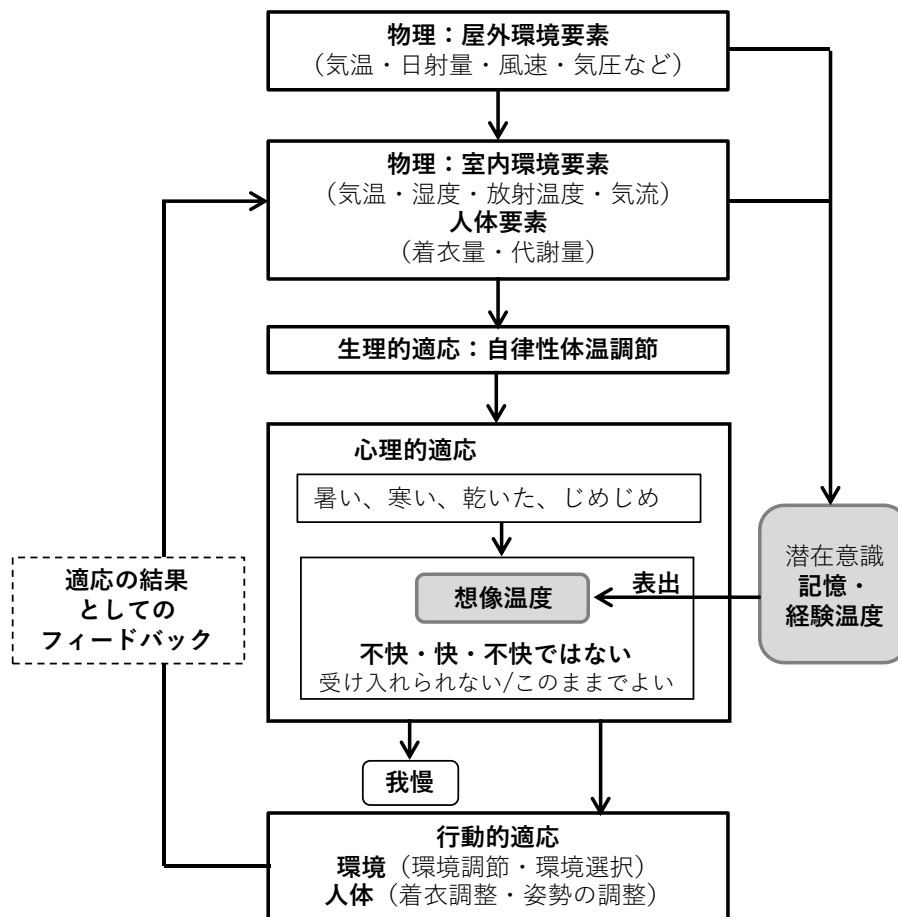 物理：屋外環境要素
（気温・日射量・風速・気圧など）
物理：室内環境要素
（気温・湿度・放射温度・気流）
人体要素
（着衣量・代謝量）
生理的適応：自律性体温調節
心理的適応
暑い、寒い、乾いた、じめじめ
想像温度
表出
不快・快・不快ではない
受け入れられない/このままでよい
潜在意識
記憶・
経験温度
適応の結果
としての
フィードバック
我慢
行動的適応
環境（環境調節・環境選択）
人体（着衣調整・姿勢の調整）